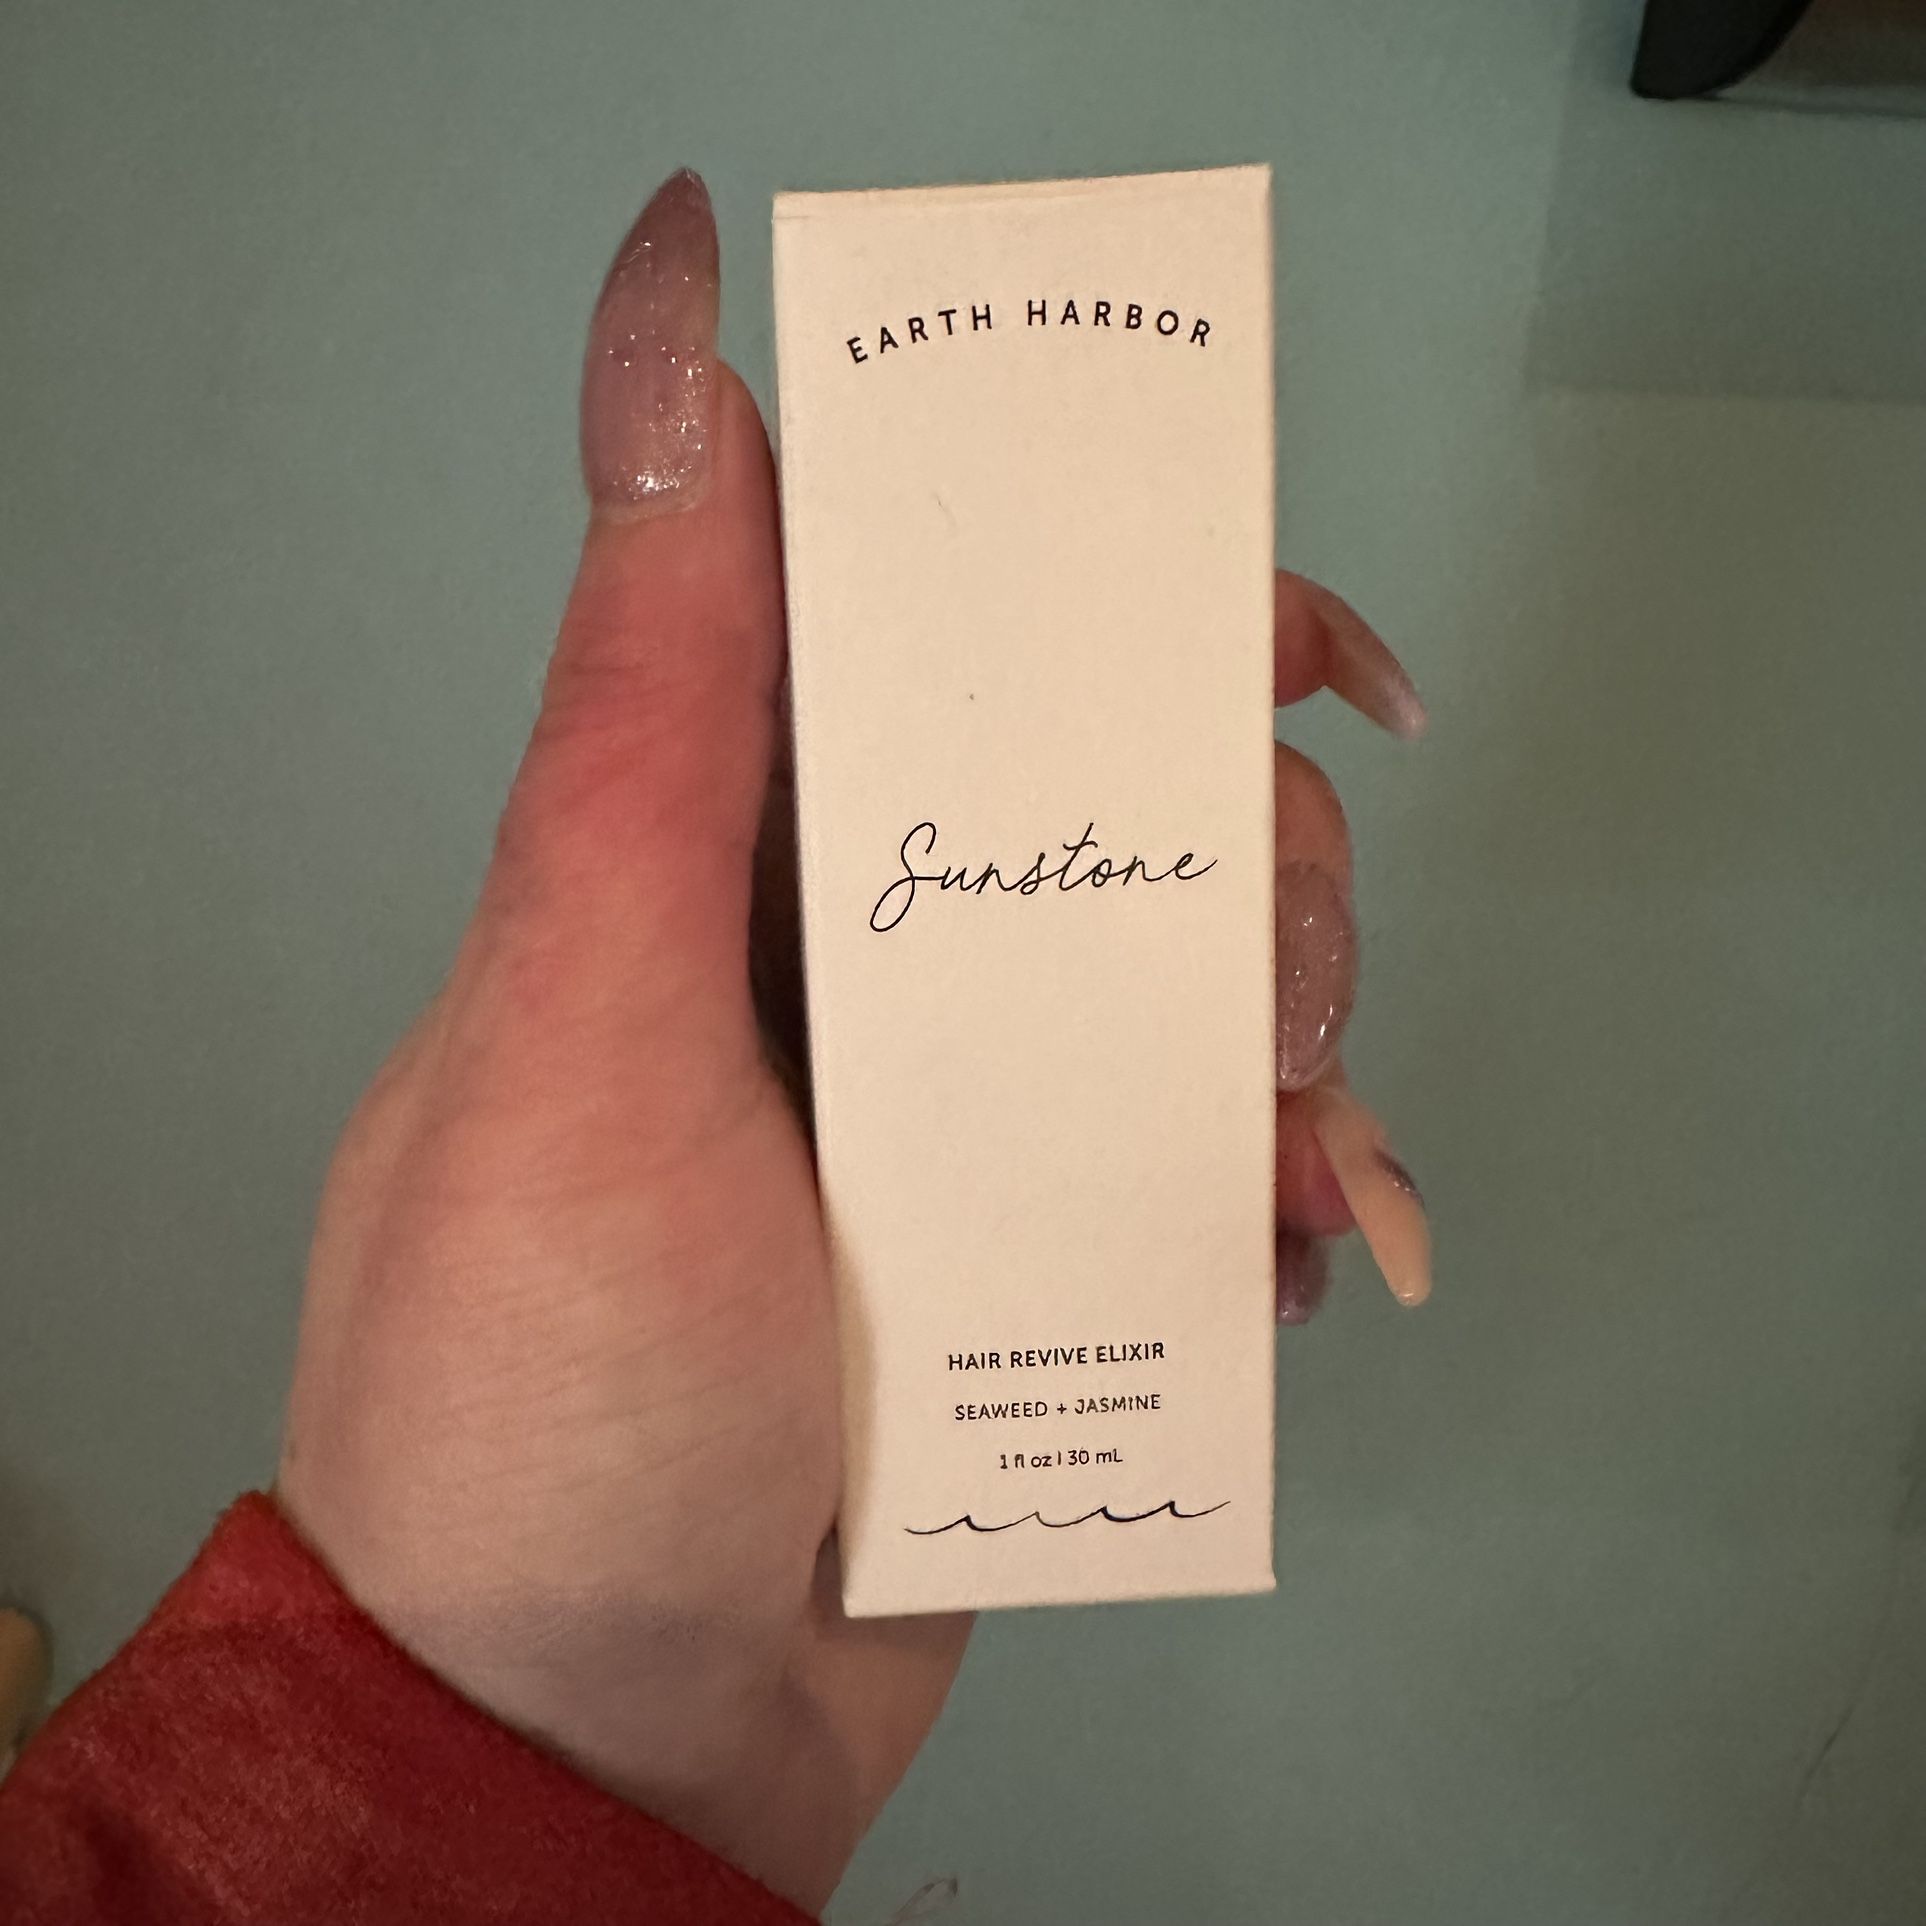 EARTH HARBOR
Sunstone
HAIR REVIVE ELIXIR
SEAWEED + JASMINE
1 fl oz | 30 mL